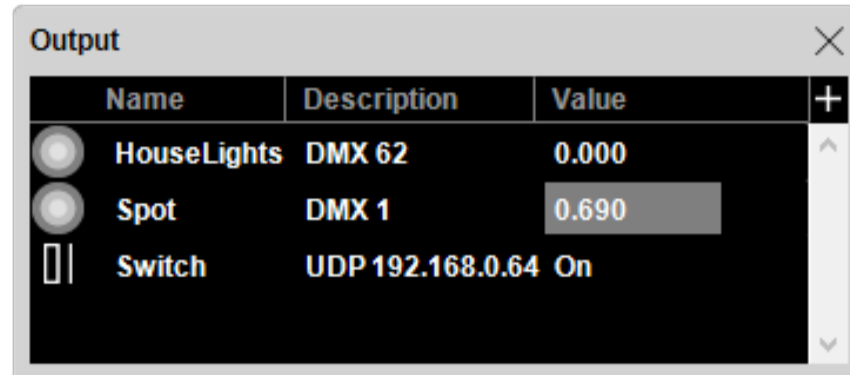 Output
Name Description Value
HouseLights DMX 62 0.000
Spot DMX 1 0.690
Switch UDP 192.168.0.64 On